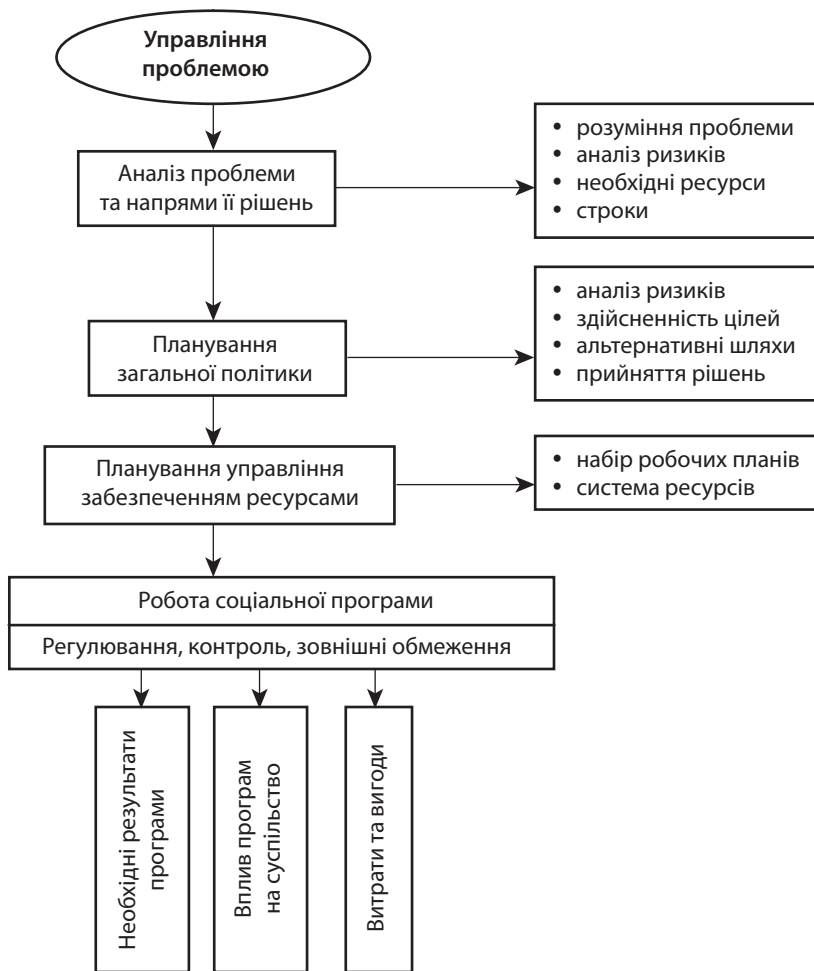 Управління
проблемою
Аналіз проблеми
та напрями її рішень
• розуміння проблеми
• аналіз ризиків
• необхідні ресурси
• строки
Планування
загальної політики
• аналіз ризиків
• здійсненність цілей
• альтернативні шляхи
• прийняття рішень
Планування управління
забезпеченням ресурсами
• набір робочих планів
• система ресурсів
Робота соціальної програми
Регулювання, контроль, зовнішні обмеження
Необхідні результати
програми
Вплив програм
на суспільство
Витрати та вигоди